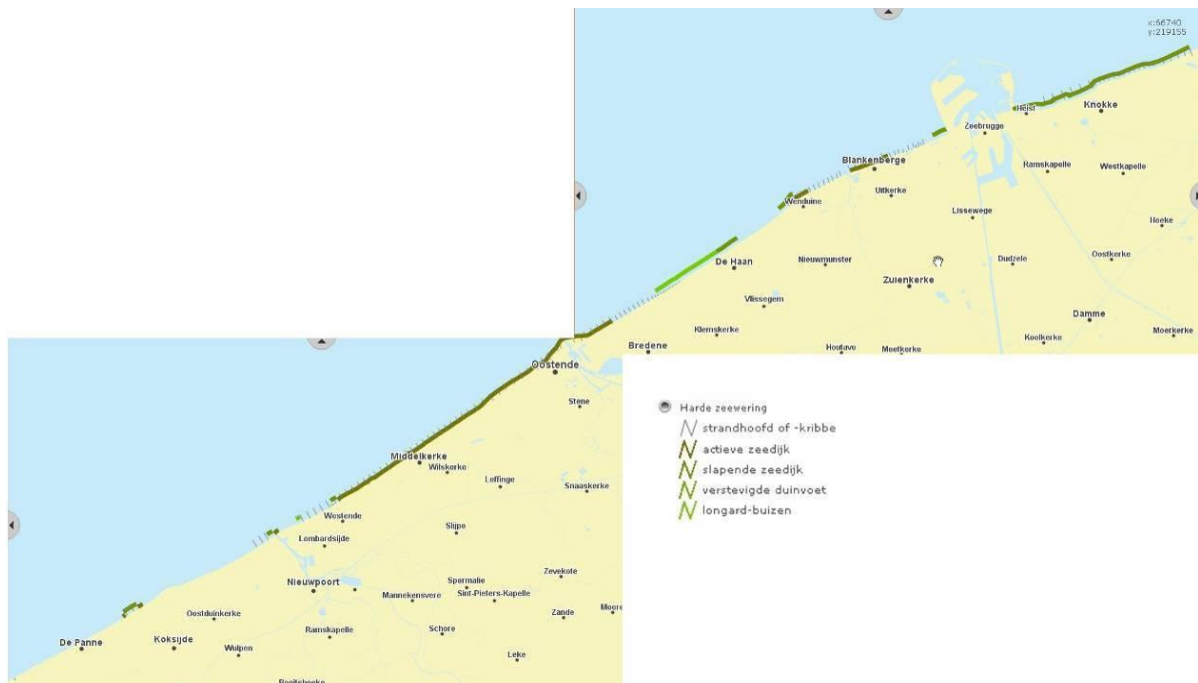 x:66740
y:219155
Heist
Knokke
Zeebrugge
Blankenberge
Ramskapelle
Westkapelle
Uitkerke
Wenduine
Lissewege
Hoeke
De Haan
Nieuwmunster
Dudzele
Oostkerke
Zuienkerke
Vlissegem
Damme
Klemskerke
Bredene
Houtave
Meetkerke
Koolkerke
Moerkerke
Oostende
Stene
Harde zeewering
strandhoofd of -kribbe
actieve zeedijk
slapende zeedijk
verstevigde duinvoet
longard-buizen
Middelkerke
Wilskerke
Leffinge
Snaaskerke
Westende
Slijpe
Lombardsijde
Nieuwpoort
Mannekensvere
Spermalie
Sint-Pieters-Kapelle
Zevekote
Zande
Moere
Oostduinkerke
Ramskapelle
Schore
De Panne
Koksijde
Wulpen
Leke